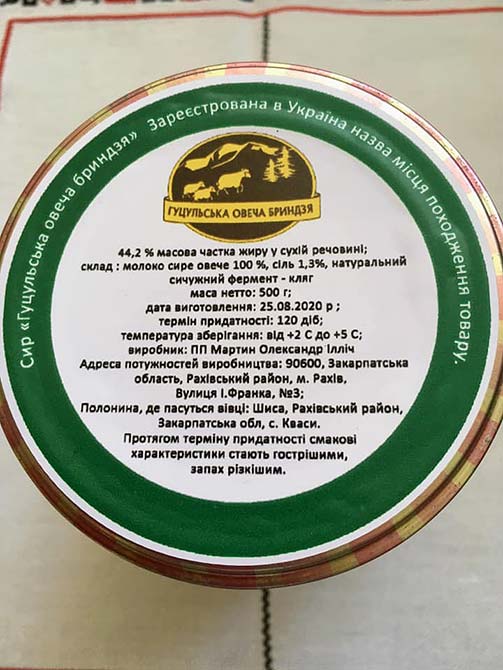 Сир «Гуцульська овеча бриндзя» Зареєстрована в Україна назва місця походження товару.
ГУЦУЛЬСЬКА ОВЕЧА БРИНДЗЯ
44,2 % масова частка жиру у сухій речовині;
склад : молоко сире овече 100 %, сіль 1,3%, натуральний
сичужний фермент - кляг
маса нетто: 500 г;
дата виготовлення: 25.08.2020 р ;
термін придатності: 120 діб;
температура зберігання: від +2 С до +5 С;
виробник: ПП Мартин Олександр Ілліч
Адреса потужностей виробництва: 90600, Закарпатська
область, Рахівський район, м. Рахів,
Вулиця І.Франка, №3;
Полонина, де пасуться вівці: Шиса, Рахівський район,
Закарпатська обл, с. Кваси.
Протягом терміну придатності смакові
характеристики стають гострішими,
запах різкішим.